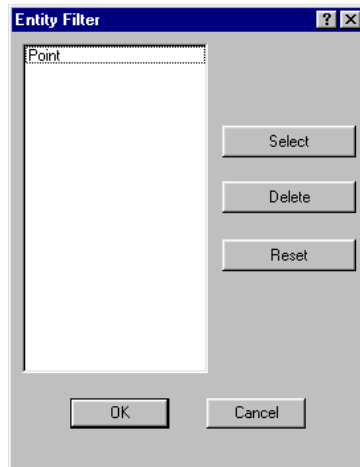 Entity Filter
Point
Select
Delete
Reset
OK
Cancel